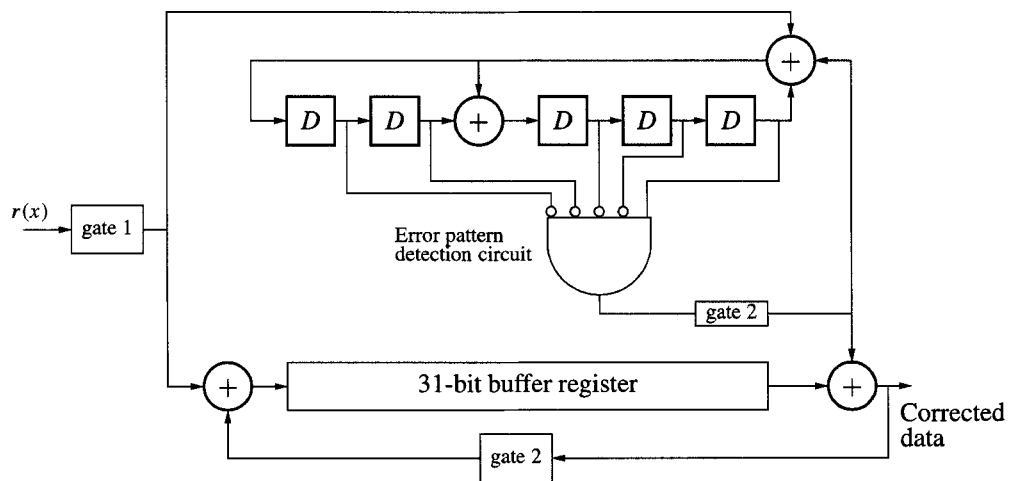 +
D
D
+
D
D
D
r(x)
gate 1
Error pattern
detection circuit
gate 2
+
31-bit buffer register
+
Corrected
data
gate 2